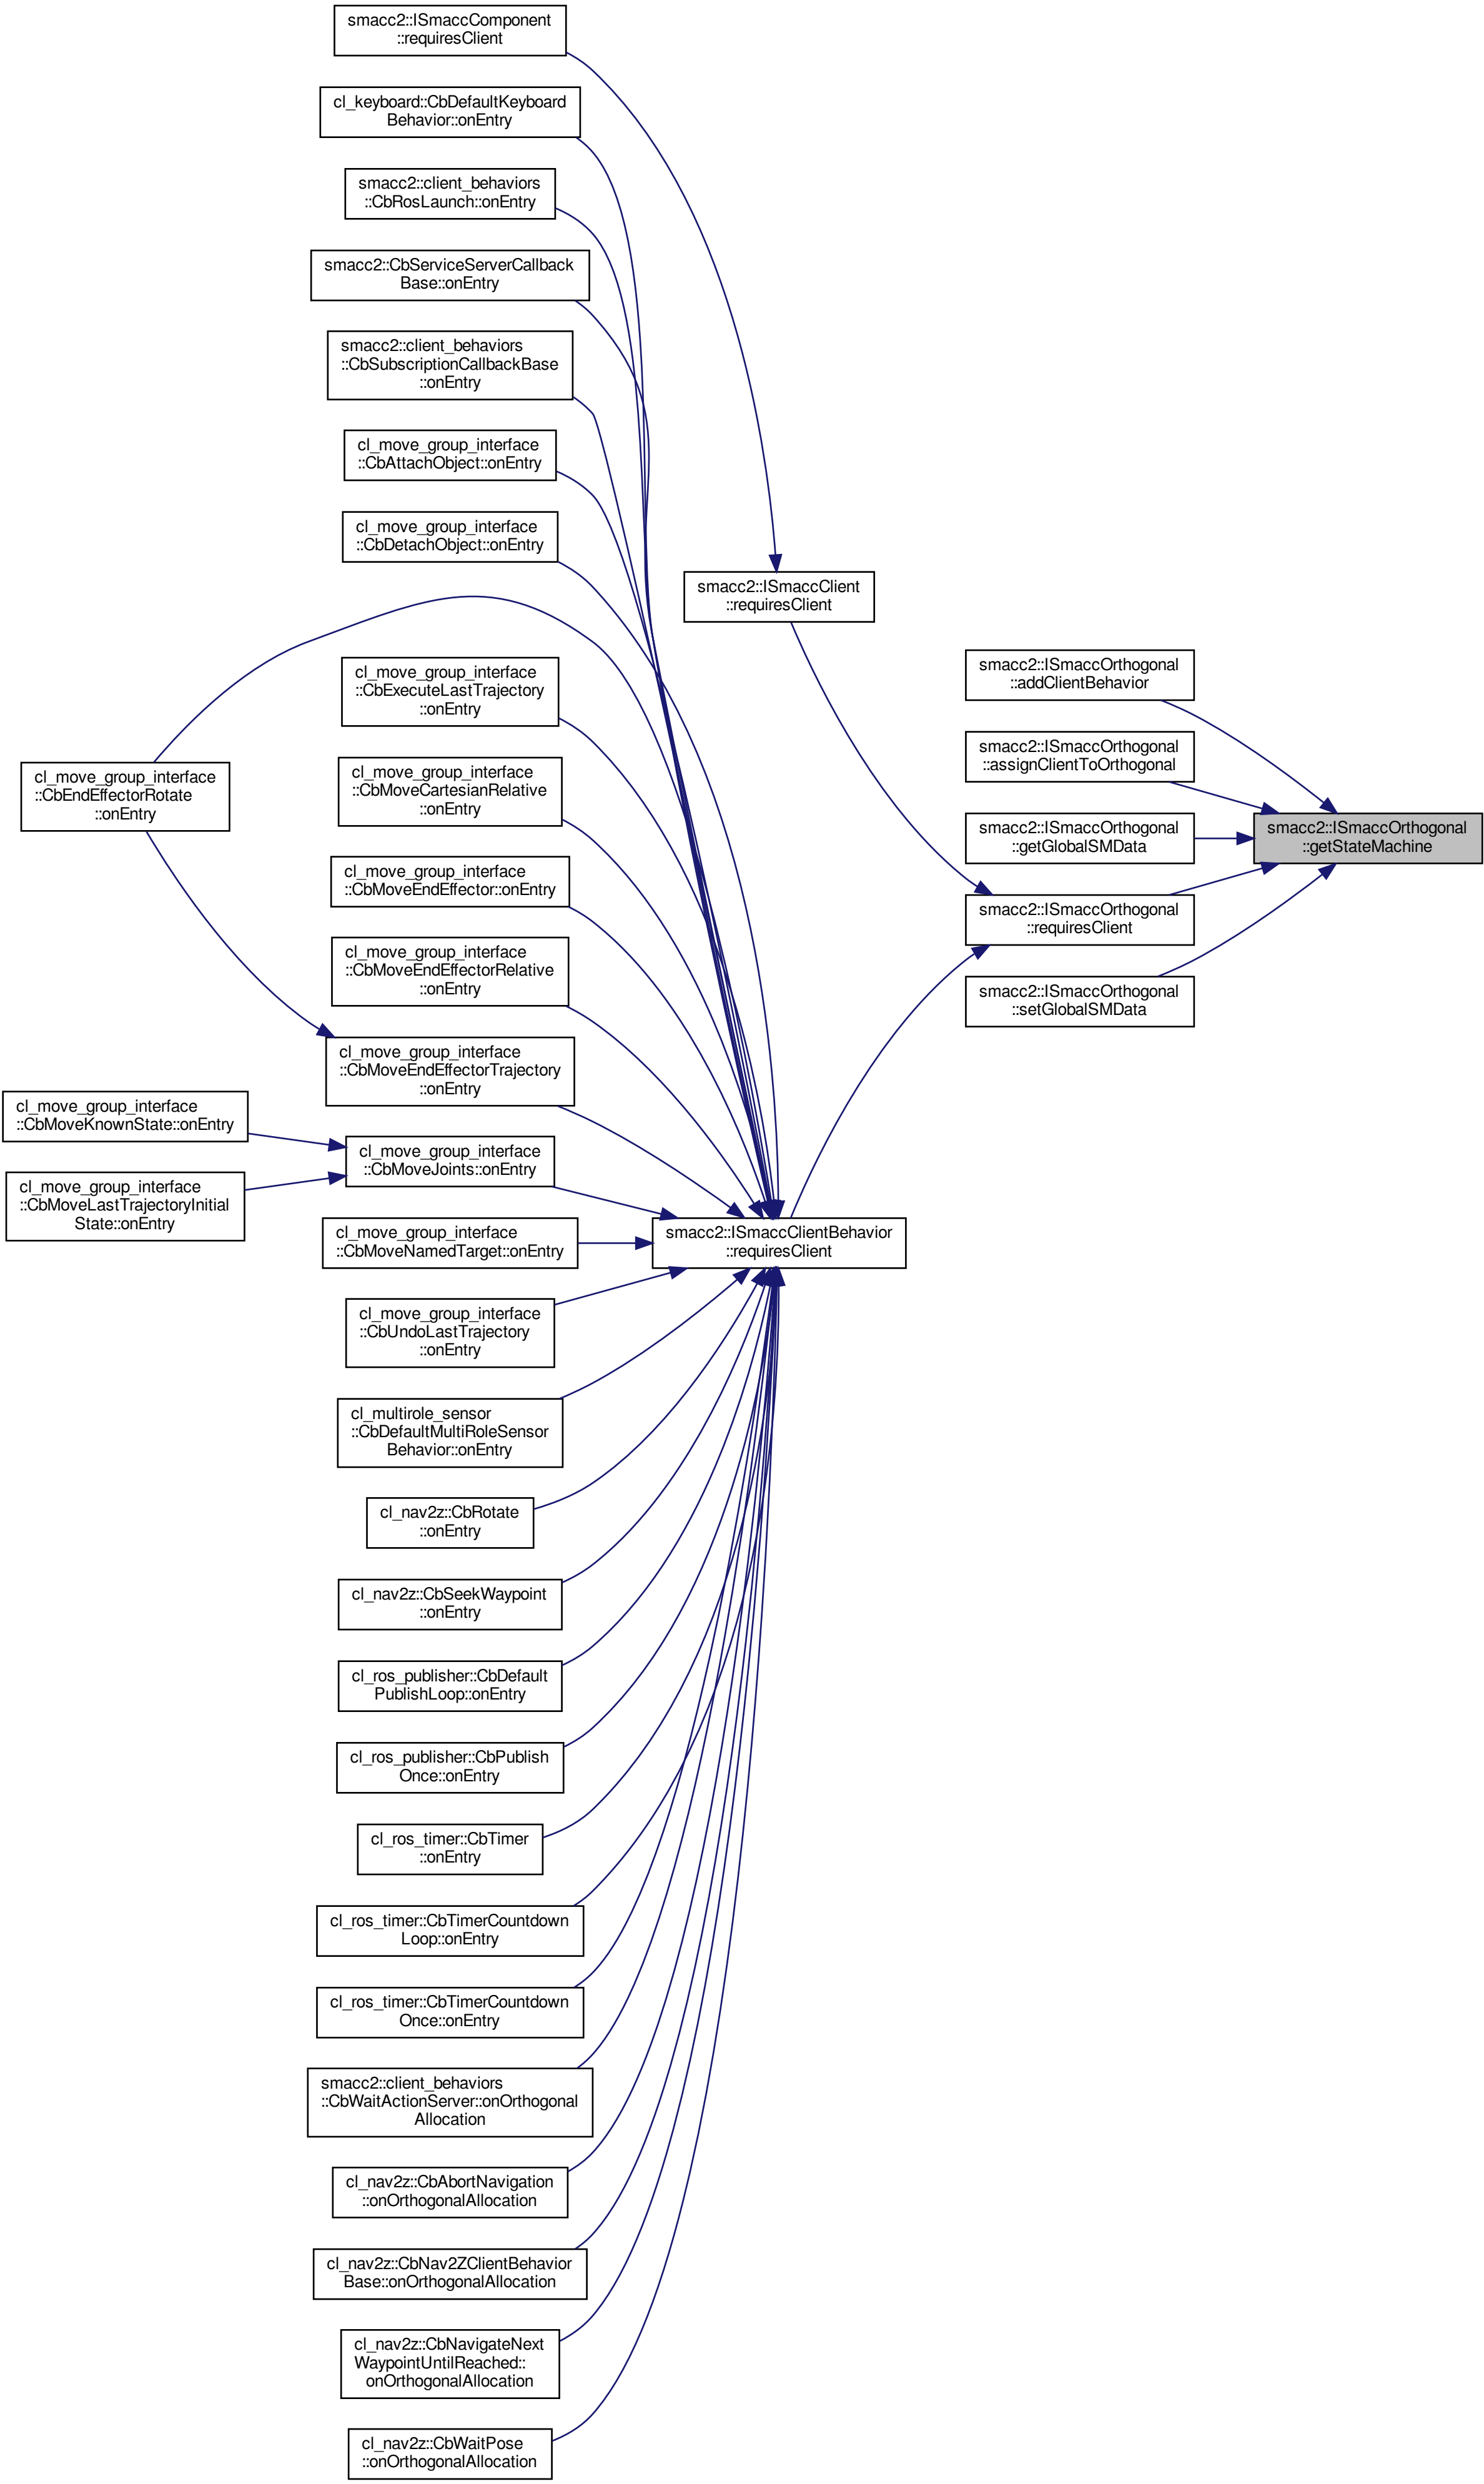 smacc2::ISmaccComponent
::requiresClient
cl_keyboard::CbDefaultKeyboard
Behavior::onEntry
smacc2::client_behaviors
::CbRosLaunch::onEntry
smacc2::CbServiceServerCallback
Base::onEntry
smacc2::client_behaviors
::CbSubscriptionCallbackBase
::onEntry
cl_move_group_interface
::CbAttachObject::onEntry
cl_move_group_interface
::CbDetachObject::onEntry
cl_move_group_interface
::CbExecuteLastTrajectory
::onEntry
cl_move_group_interface
::CbEndEffectorRotate
::onEntry
cl_move_group_interface
::CbMoveCartesianRelative
::onEntry
cl_move_group_interface
::CbMoveEndEffector::onEntry
cl_move_group_interface
::CbMoveEndEffectorRelative
::onEntry
cl_move_group_interface
::CbMoveEndEffectorTrajectory
::onEntry
cl_move_group_interface
::CbMoveKnownState::onEntry
cl_move_group_interface
::CbMoveJoints::onEntry
cl_move_group_interface
::CbMoveLastTrajectoryInitial
State::onEntry
cl_move_group_interface
::CbMoveNamedTarget::onEntry
cl_move_group_interface
::CbUndoLastTrajectory
::onEntry
cl_multirole_sensor
::CbDefaultMultiRoleSensor
Behavior::onEntry
cl_nav2z::CbRotate
::onEntry
cl_nav2z::CbSeekWaypoint
::onEntry
cl_ros_publisher::CbDefault
PublishLoop::onEntry
cl_ros_publisher::CbPublish
Once::onEntry
cl_ros_timer::CbTimer
::onEntry
cl_ros_timer::CbTimerCountdown
Loop::onEntry
cl_ros_timer::CbTimerCountdown
Once::onEntry
smacc2::client_behaviors
::CbWaitActionServer::onOrthogonal
Allocation
cl_nav2z::CbAbortNavigation
::onOrthogonalAllocation
cl_nav2z::CbNav2ZClientBehavior
Base::onOrthogonalAllocation
cl_nav2z::CbNavigateNext
WaypointUntilReached::
onOrthogonalAllocation
cl_nav2z::CbWaitPose
::onOrthogonalAllocation
smacc2::ISmaccClient
::requiresClient
smacc2::ISmaccClientBehavior
::requiresClient
smacc2::ISmaccOrthogonal
::addClientBehavior
smacc2::ISmaccOrthogonal
::assignClientToOrthogonal
smacc2::ISmaccOrthogonal
::getGlobalSMData
smacc2::ISmaccOrthogonal
::requiresClient
smacc2::ISmaccOrthogonal
::setGlobalSMData
smacc2::ISmaccOrthogonal
::getStateMachine